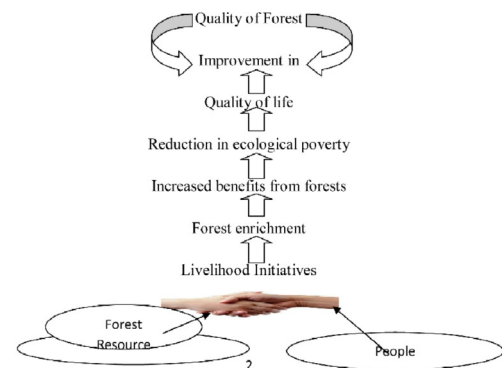 Quality of Forest
Improvement in
Quality of life
Reduction in ecological poverty
Increased benefits from forests
Forest enrichment
Livelihood Initiatives
Forest
Resource
People
2